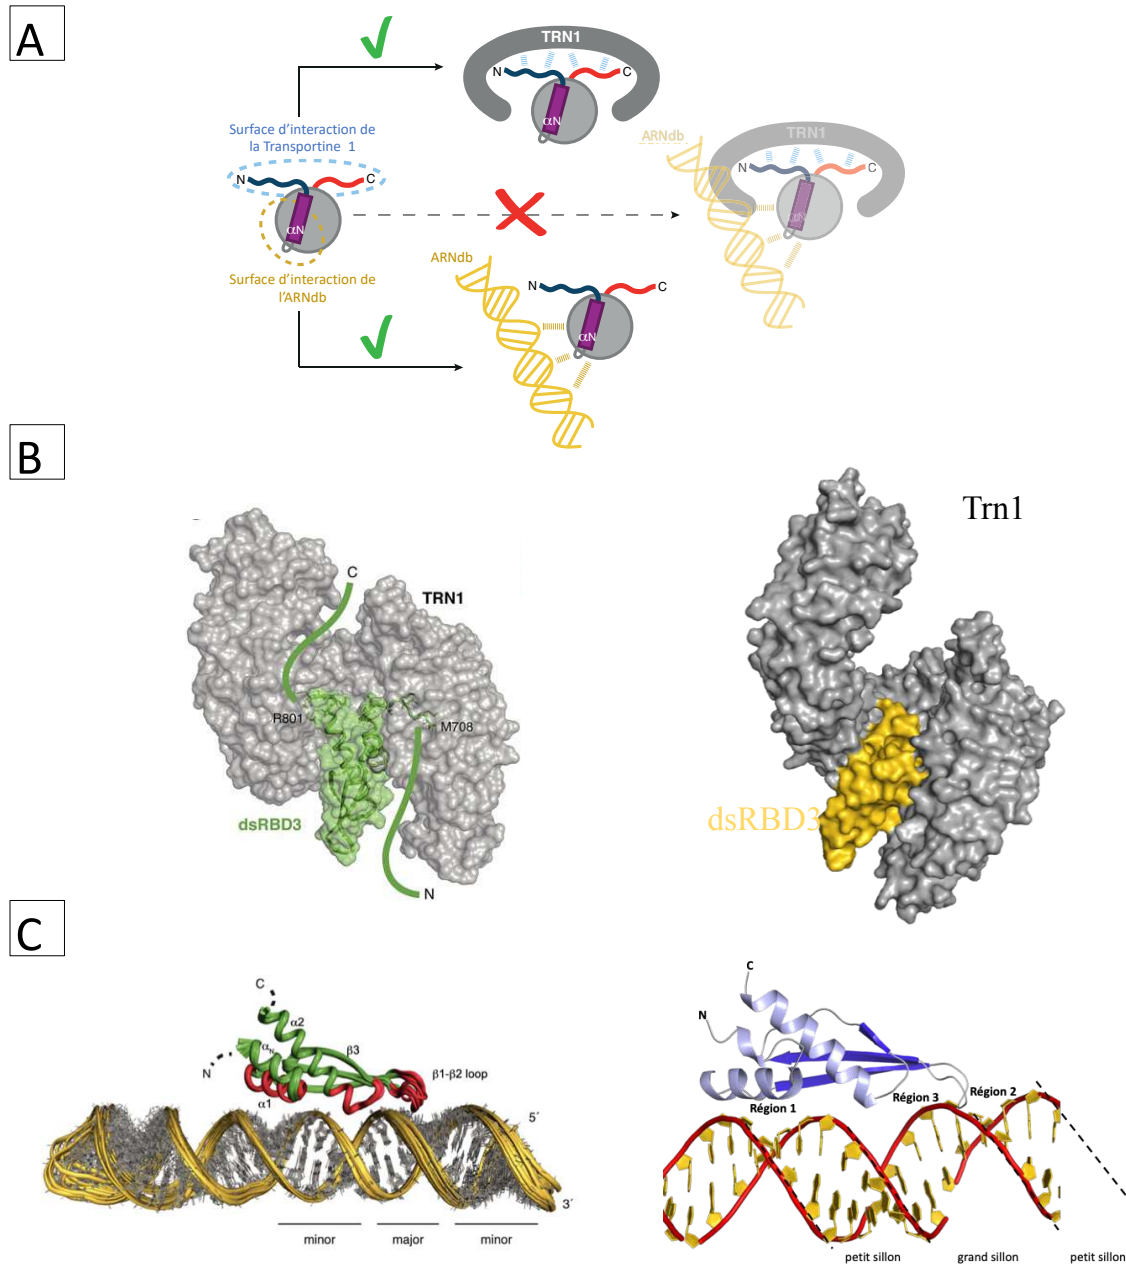 A
TRN1
N
C
αN
Surface d'interaction de
la Transportine 1
N
C
αN
Surface d'interaction de
l'ARNdb
ARNdb
TRN1
N
C
αN
ARNdb
N
C
αN
B
C
TRN1
R801
M708
dsRBD3
N
Trn1
dsRBD3
C
C
α2
αN
β3
N
β1-β2 loop
α1
5´
3´
minor
major
minor
C
N
Région 1
Région 3
Région 2
petit sillon
grand sillon
petit sillon